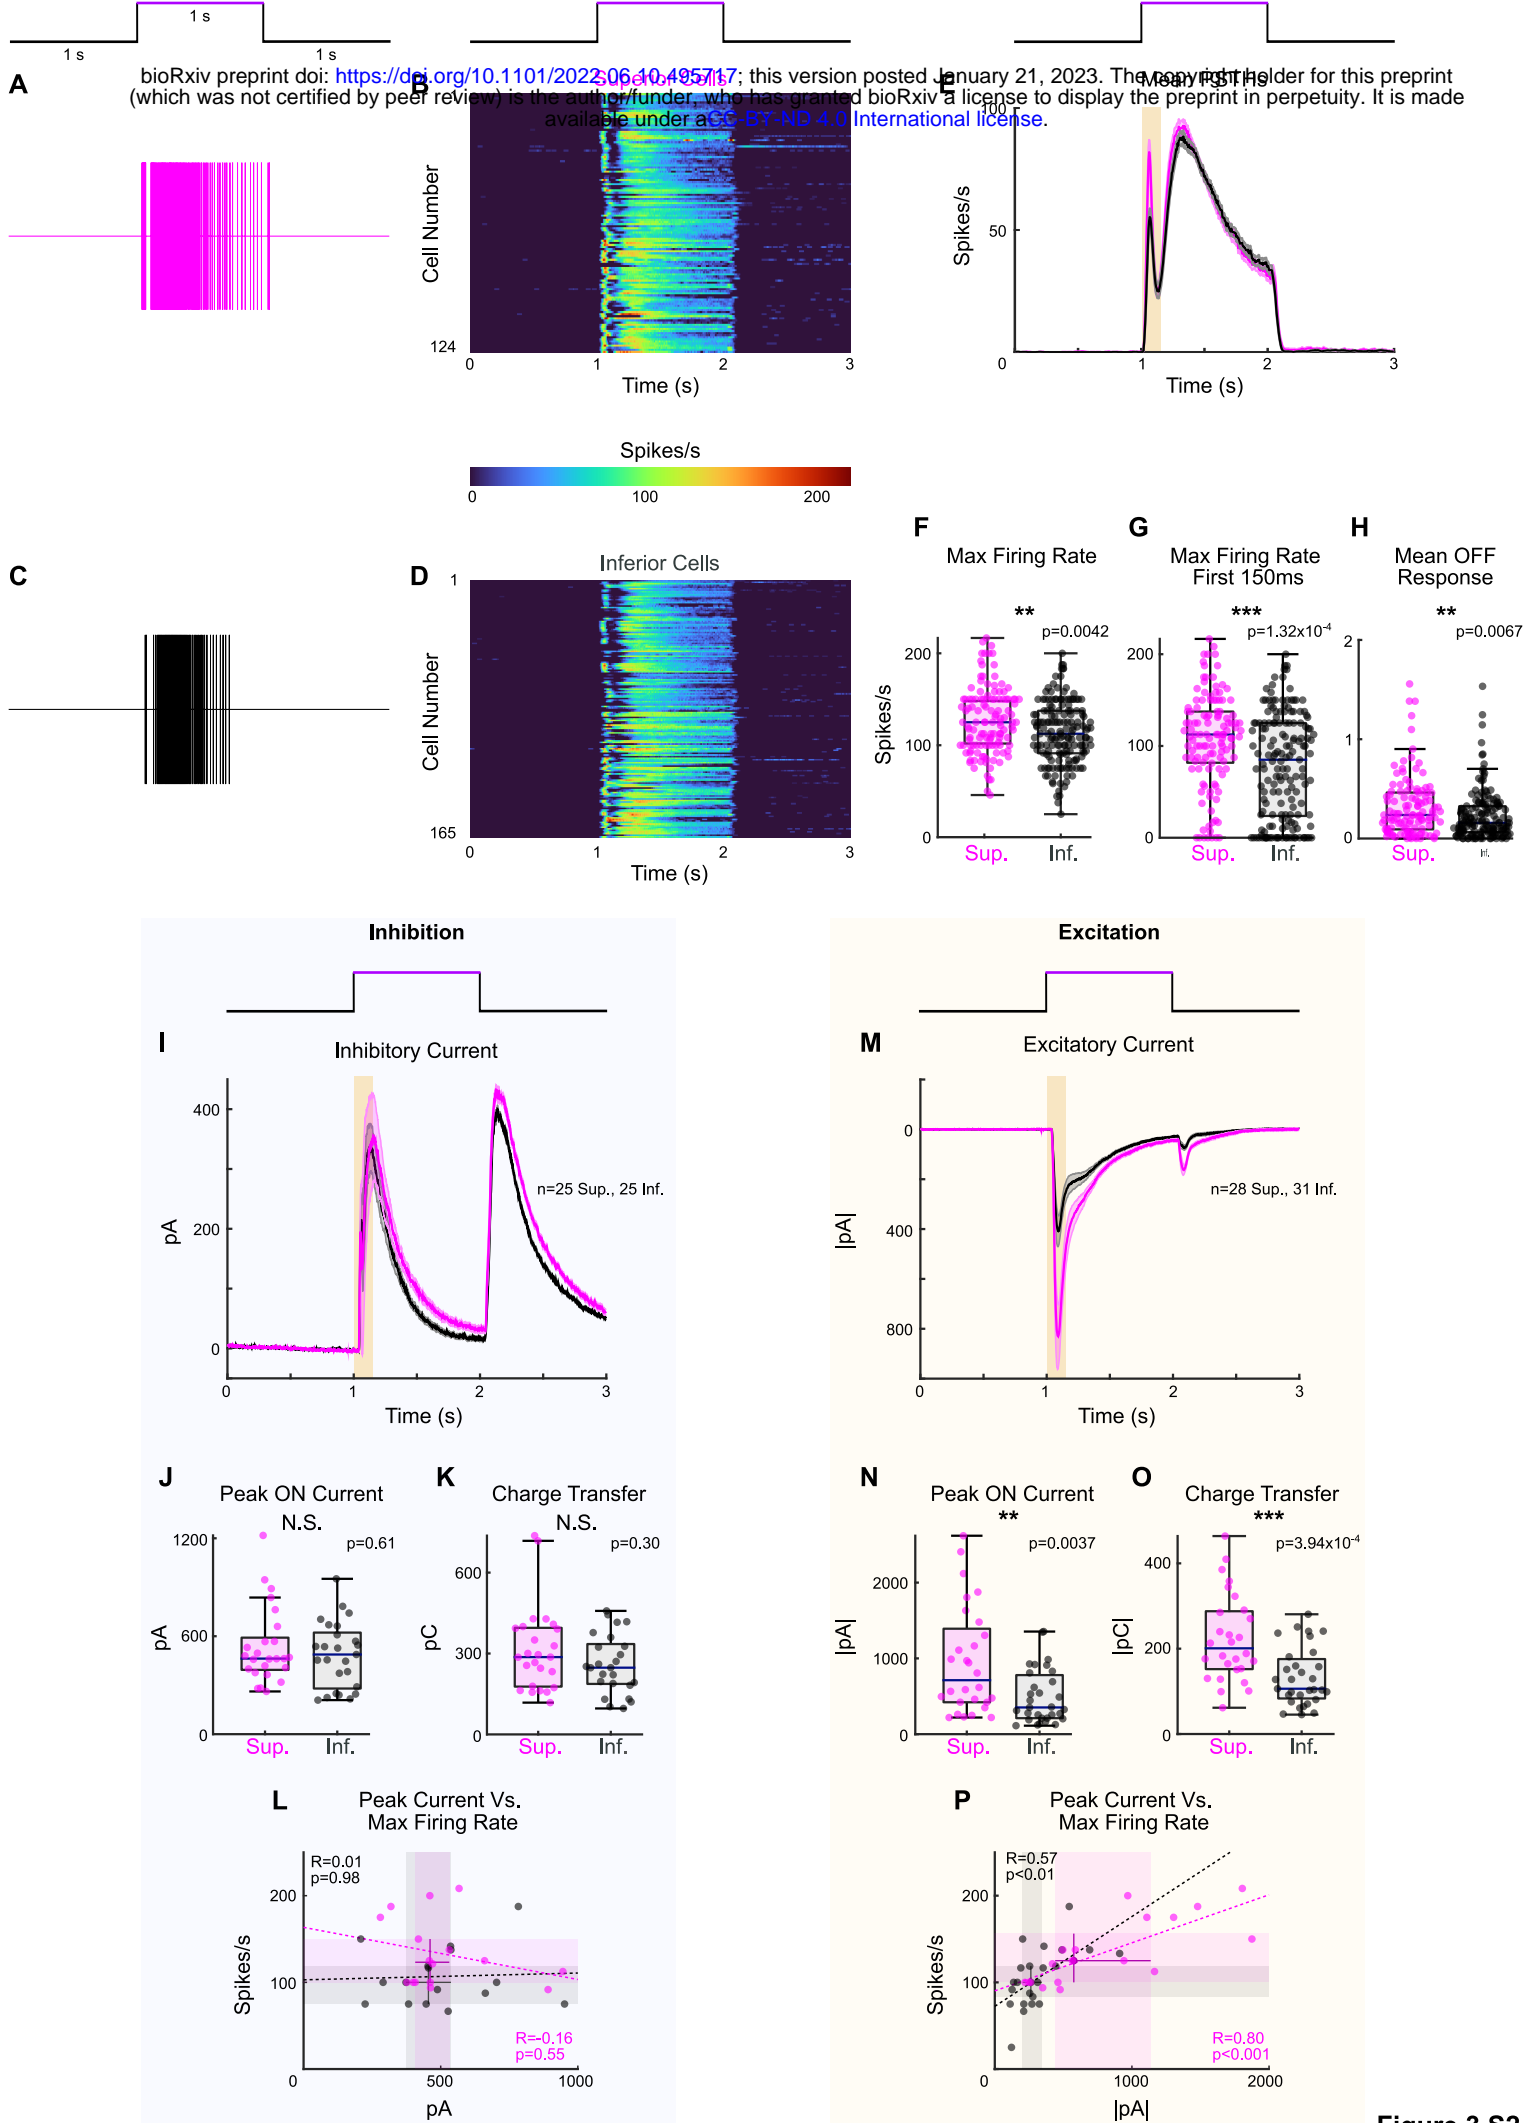 1 s
1 s
1 s
bioRxiv preprint doi: https://doi.org/10.1101/2022.06.10.495717; this version posted January 21, 2023. The copyright holder for this preprint
(which was not certified by peer review) is the author/funder, who has granted bioRxiv a license to display the preprint in perpetuity. It is made
available under aCC-BY-ND 4.0 International license.
A
B
Superior Cells
1
Cell Number
124
0 1 2 3
Time (s)
E
Mean PSTHs
100
50
0
Spikes/s
0 1 2 3
Time (s)
Spikes/s
0 100 200
C
D
Inferior Cells
1
Cell Number
165
0 1 2 3
Time (s)
F
Max Firing Rate
**
p=0.0042
Spikes/s
200
100
0
Sup. Inf.
G
Max Firing Rate
First 150ms
***
p=1.32x10-4
200
100
0
Sup. Inf.
H
Mean OFF
Response
**
p=0.0067
2
1
0
Sup. Inf.
Inhibition
I
Inhibitory Current
400
200
0
pA
n=25 Sup., 25 Inf.
0 1 2 3
Time (s)
J
Peak ON Current
N.S.
p=0.61
1200
600
0
pA
Sup. Inf.
K
Charge Transfer
N.S.
p=0.30
600
300
0
pC
Sup. Inf.
L
Peak Current Vs.
Max Firing Rate
R=0.01
p=0.98
200
100
Spikes/s
R=-0.16
p=0.55
0 500 1000
pA
Excitation
M
Excitatory Current
0
400
800
|pA|
n=28 Sup., 31 Inf.
0 1 2 3
Time (s)
N
Peak ON Current
**
p=0.0037
2000
1000
0
|pA|
Sup. Inf.
O
Charge Transfer
***
p=3.94x10-4
400
200
0
|pC|
Sup. Inf.
P
Peak Current Vs.
Max Firing Rate
R=0.57
p<0.01
200
100
Spikes/s
R=0.80
p<0.001
0 1000 2000
|pA|
Figure 3 S2